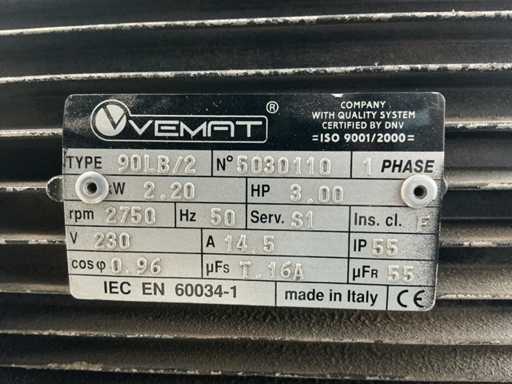 VEMAT ®
COMPANY
WITH QUALITY SYSTEM
CERTIFIED BY DNV
=ISO 9001/2000=
TYPE 90LB/2 N° 5030110 1 PHASE
kW 2.20 HP 3.00
rpm 2750 Hz 50 Serv. S1 Ins. cl. F
V 230 A 14.5 IP 55
cosφ 0.96 µFs T.16A µFR 55
IEC EN 60034-1 made in Italy CE